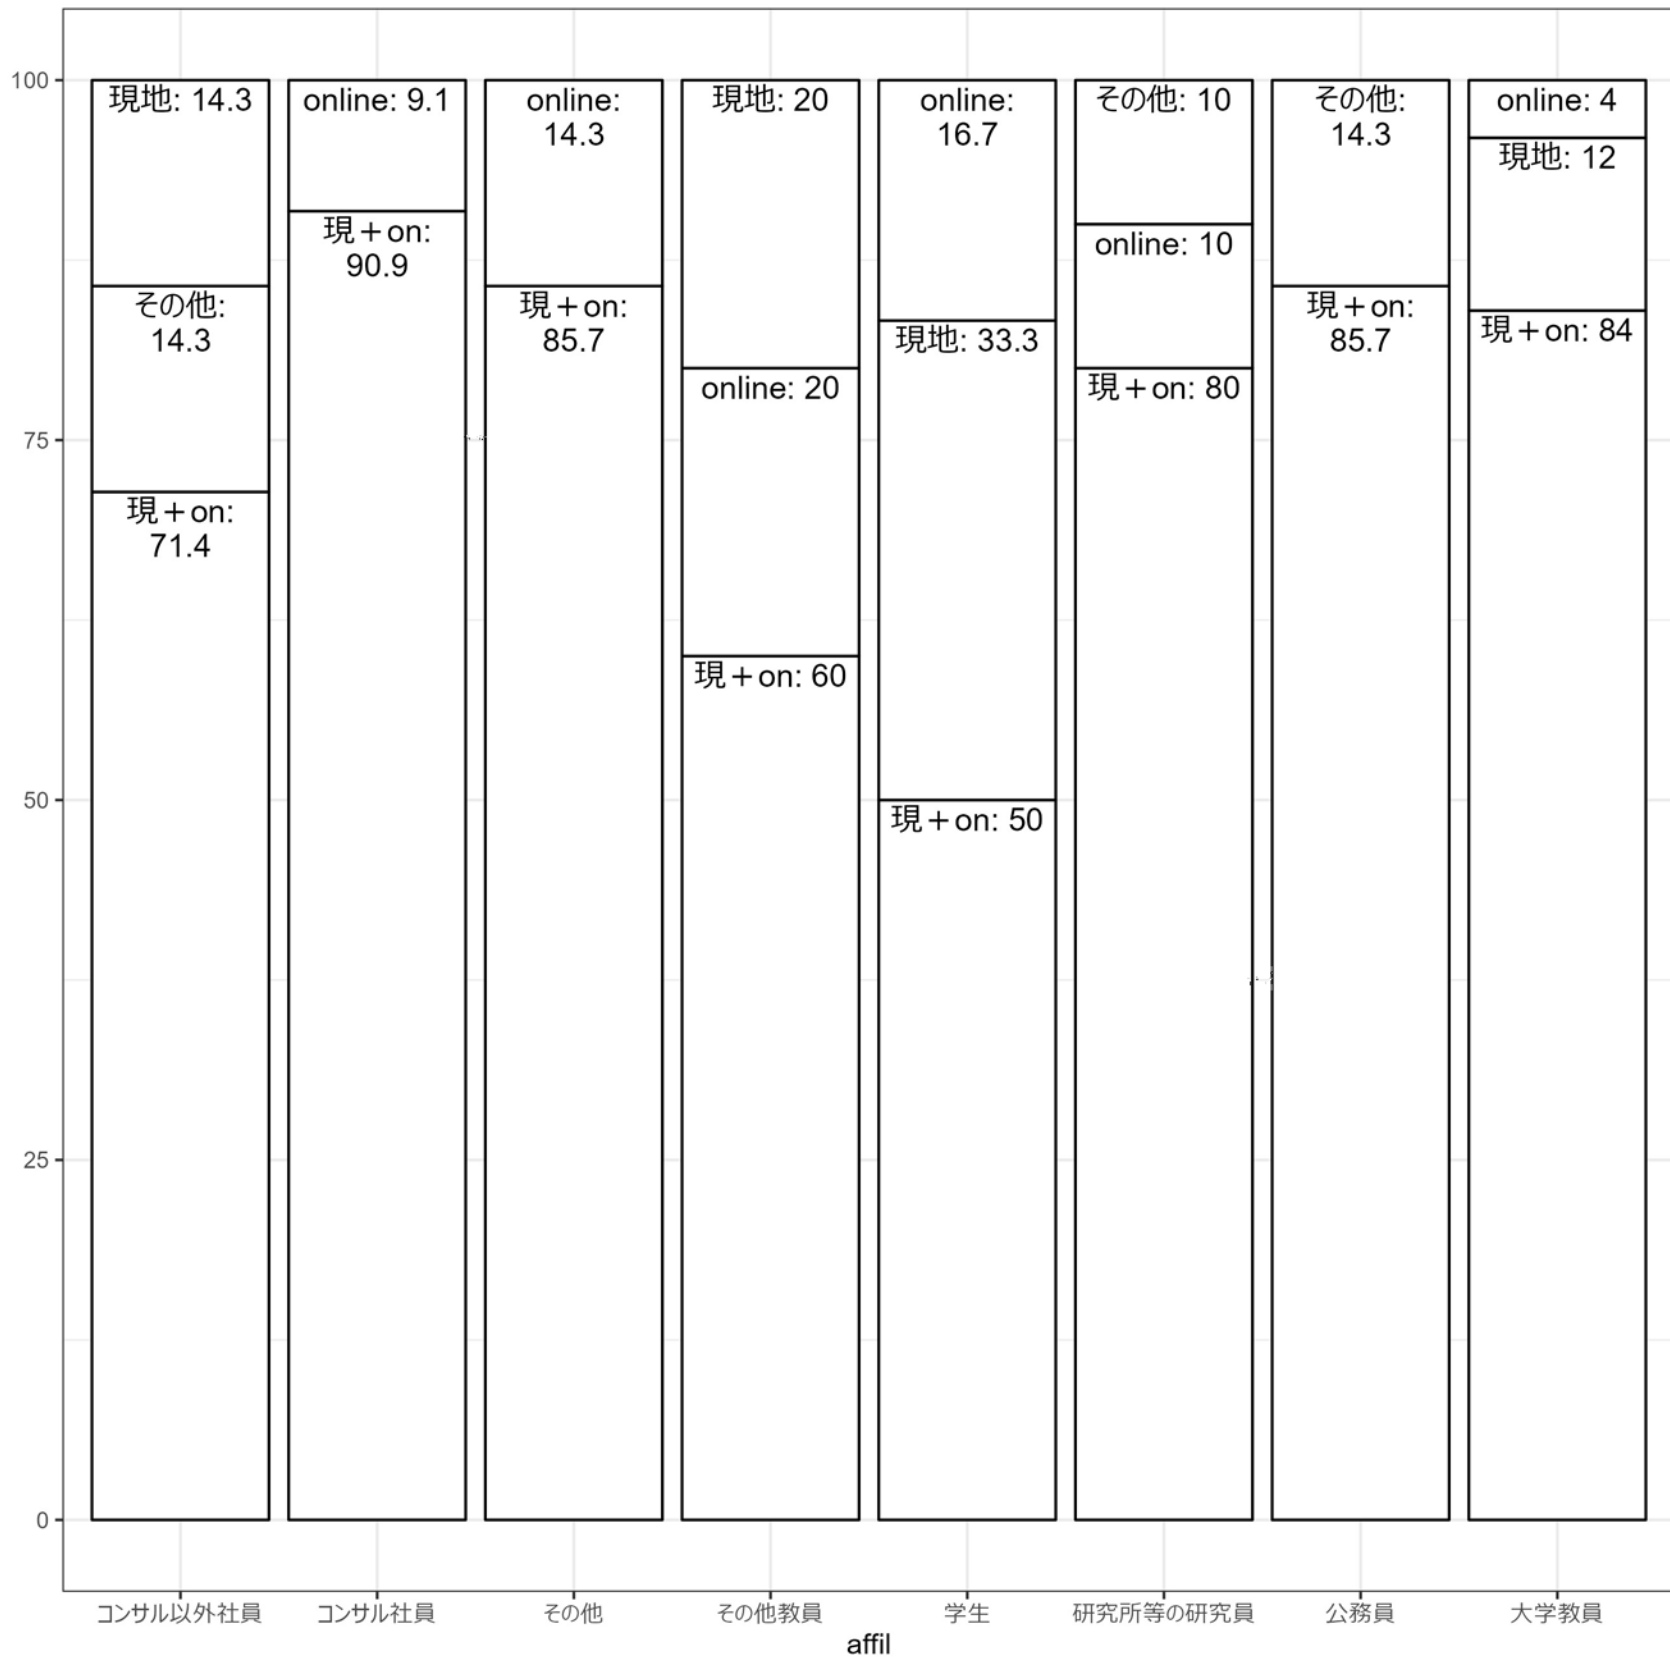 100
75
50
25
0
現地: 14.3
その他:
14.3
現＋on:
71.4
online: 9.1
現＋on:
90.9
online:
14.3
現＋on:
85.7
現地: 20
online: 20
現＋on: 60
online:
16.7
現地: 33.3
現＋on: 50
その他: 10
online: 10
現＋on: 80
その他:
14.3
現＋on:
85.7
online: 4
現地: 12
現＋on: 84
コンサル以外社員
コンサル社員
その他
その他教員
学生
研究所等の研究員
公務員
大学教員
affil